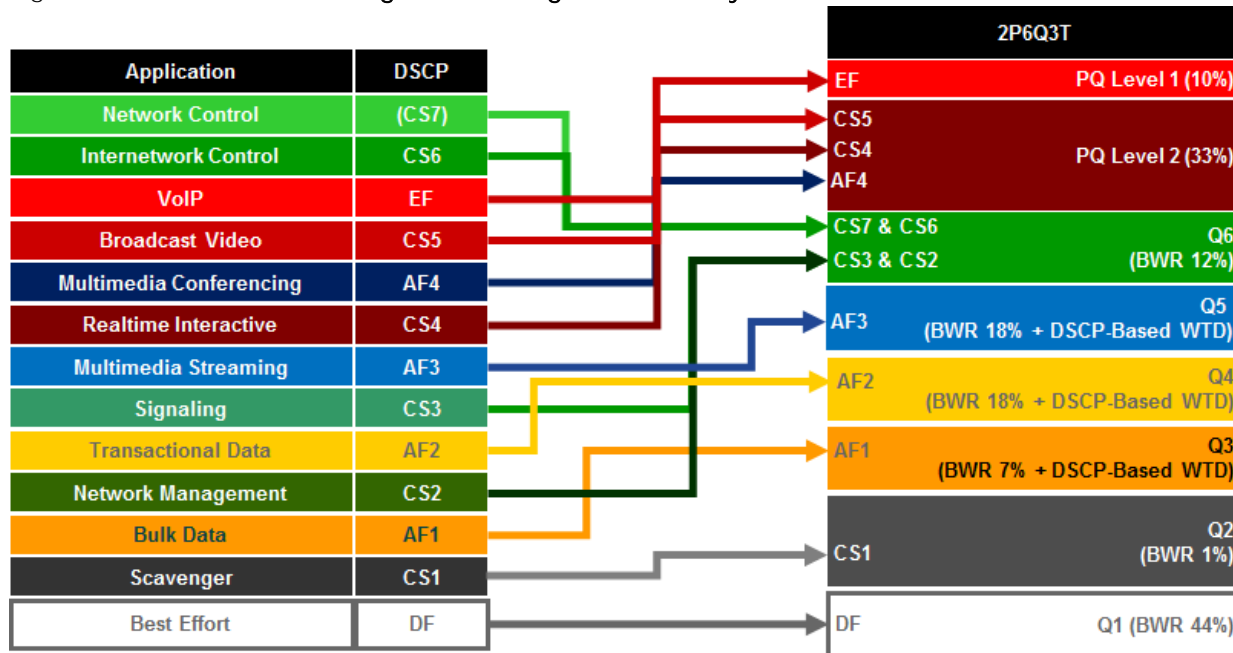 2P6Q3T
Application DSCP
Network Control (CS7)
Internetwork Control CS6
VoIP EF
Broadcast Video CS5
Multimedia Conferencing AF4
Realtime Interactive CS4
Multimedia Streaming AF3
Signaling CS3
Transactional Data AF2
Network Management CS2
Bulk Data AF1
Scavenger CS1
Best Effort DF
EF PQ Level 1 (10%)
CS5
CS4 PQ Level 2 (33%)
AF4
CS7 & CS6 Q6
CS3 & CS2 (BWR 12%)
Q5
AF3 (BWR 18% + DSCP-Based WTD)
AF2 Q4
(BWR 18% + DSCP-Based WTD)
AF1 Q3
(BWR 7% + DSCP-Based WTD)
Q2
CS1 (BWR 1%)
DF Q1 (BWR 44%)